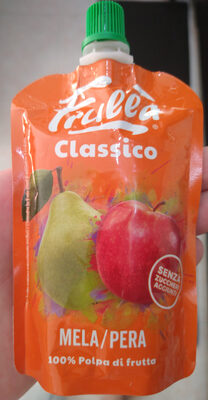 Frullà
Classico
SENZA
ZUCCHERI
AGGIUNTI
MELA/PERA
100% Polpa di frutta